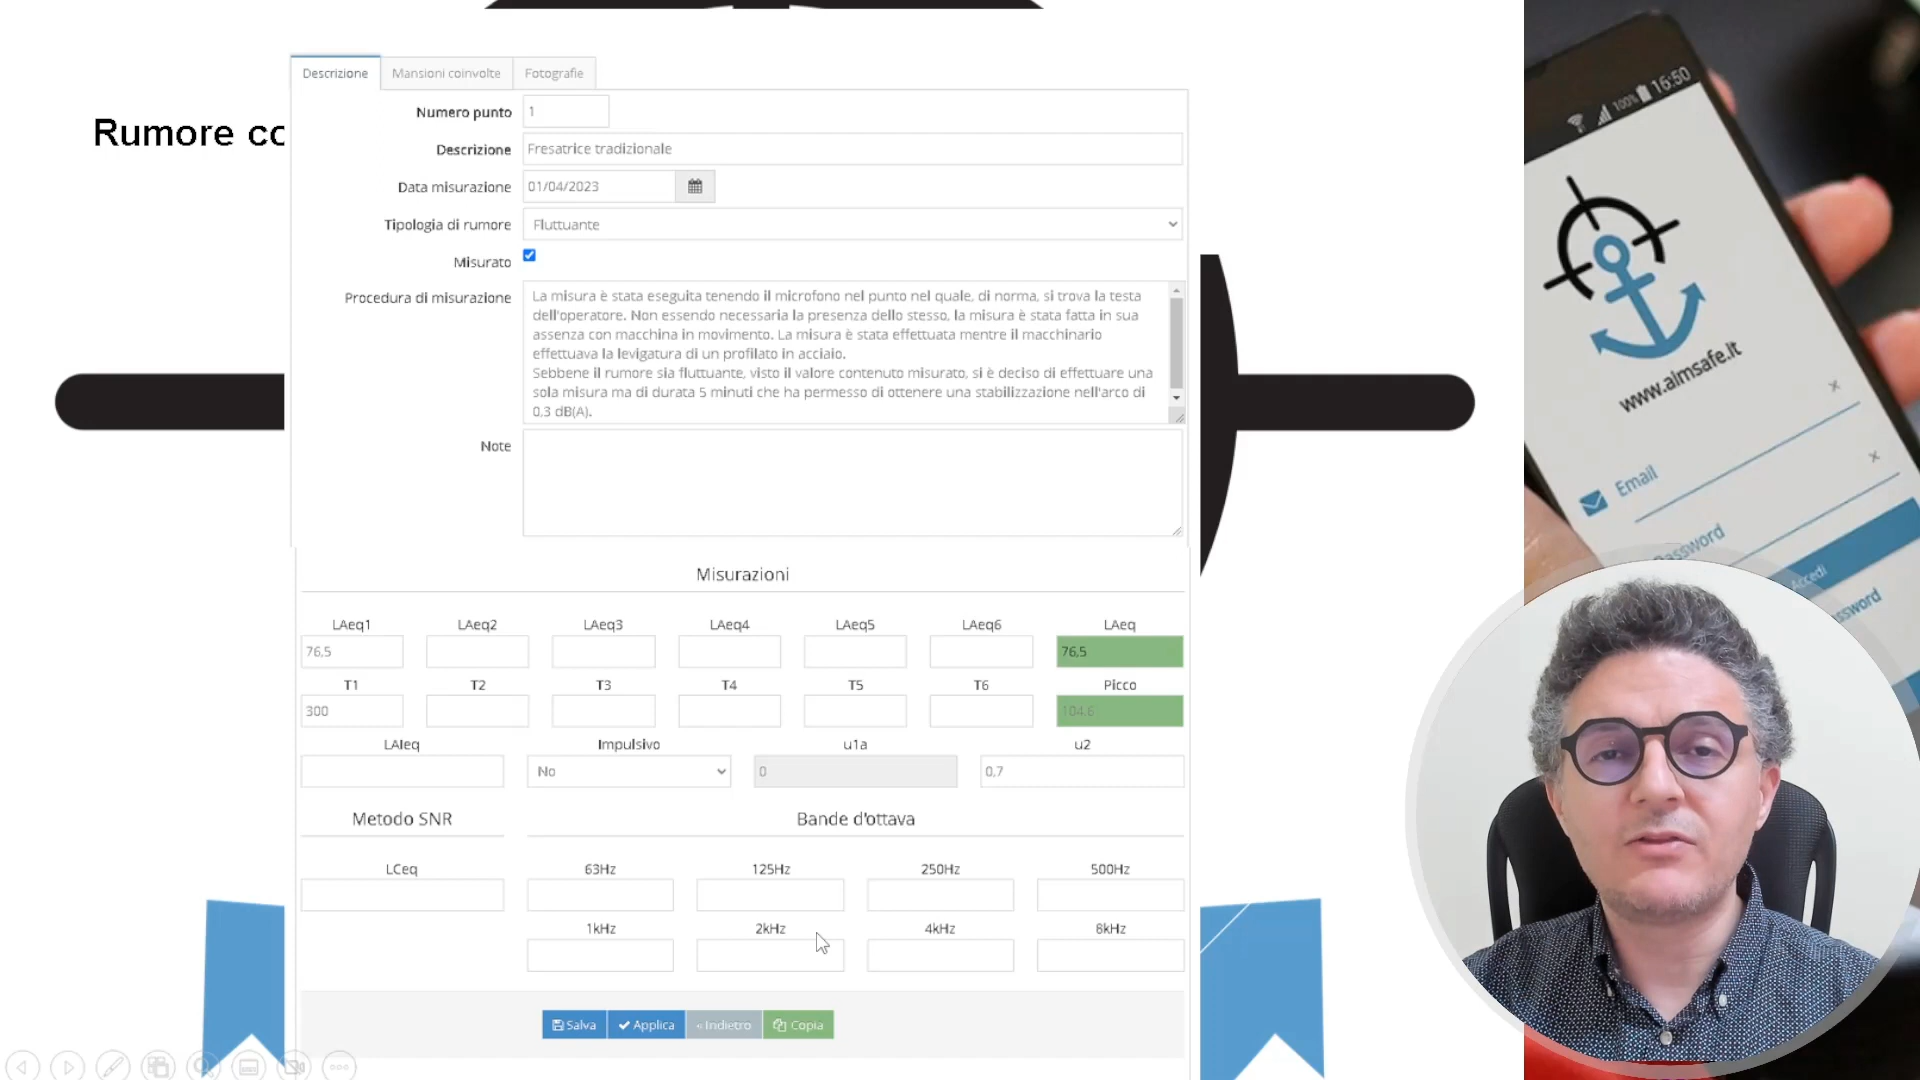 Descrizione
Mansioni coinvolte
Fotografie
Rumore co
Numero punto
1
Descrizione
Fresatrice tradizionale
Data misurazione
01/04/2023
Tipologia di rumore
Fluttuante
Misurato
Procedura di misurazione
La misura è stata eseguita tenendo il microfono nel punto nel quale, di norma, si trova la testa
dell'operatore. Non essendo necessaria la presenza dello stesso, la misura è stata fatta in sua
assenza con macchina in movimento. La misura è stata effettuata mentre il macchinario
effettuava la levigatura di un profilato in acciaio.
Sebbene il rumore sia fluttuante, visto il valore contenuto misurato, si è deciso di effettuare una
sola misura ma di durata 5 minuti che ha permesso di ottenere una stabilizzazione nell'arco di
0,3 dB(A).
Note
Misurazioni
LAeq1
LAeq2
LAeq3
LAeq4
LAeq5
LAeq6
LAeq
76,5
76,5
T1
T2
T3
T4
T5
T6
Picco
300
104,6
LAIeq
Impulsivo
u1a
u2
No
0
0,7
Metodo SNR
Bande d'ottava
LCeq
63Hz
125Hz
250Hz
500Hz
1kHz
2kHz
4kHz
8kHz
Salva
Applica
« Indietro
Copia
100% 16:50
www.aimsafe.it
Email
Password
Accedi
ssword